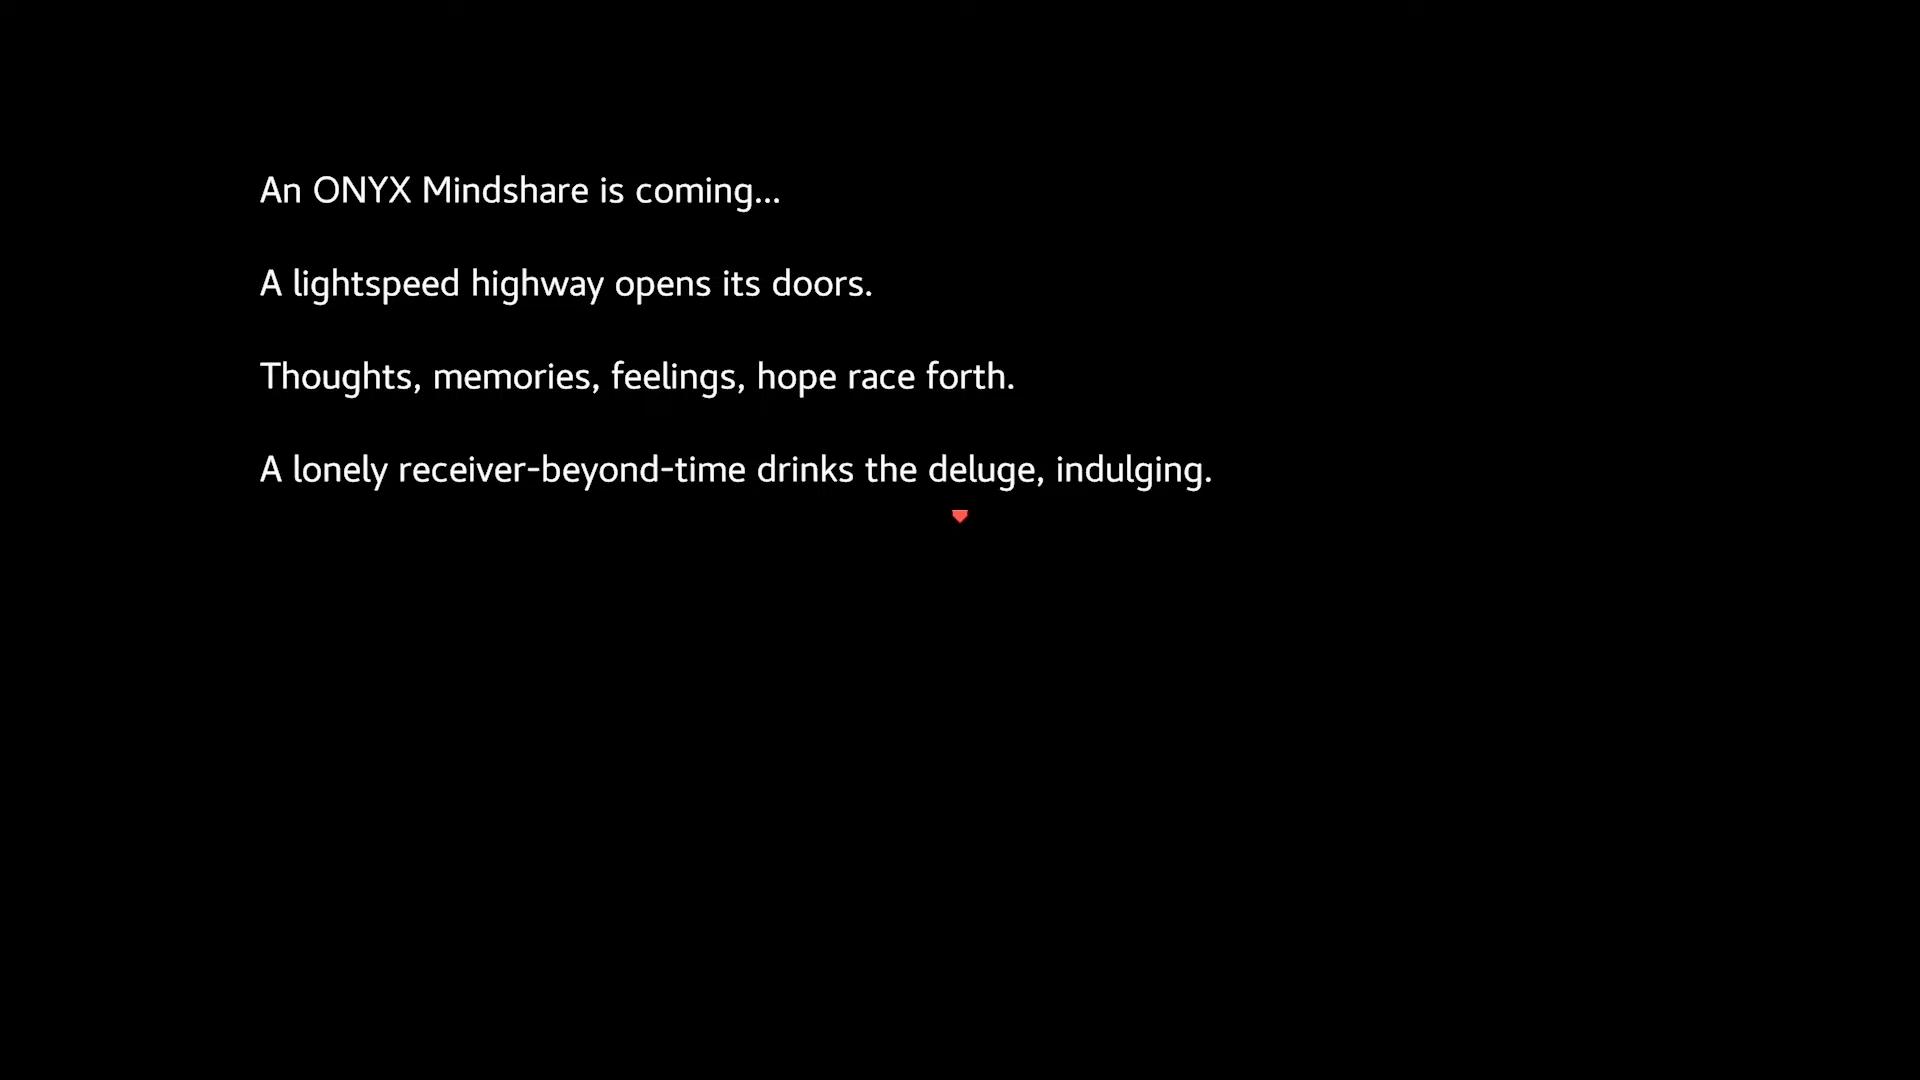 An ONYX Mindshare is coming...
A lightspeed highway opens its doors.
Thoughts, memories, feelings, hope race forth.
A lonely receiver-beyond-time drinks the deluge, indulging.